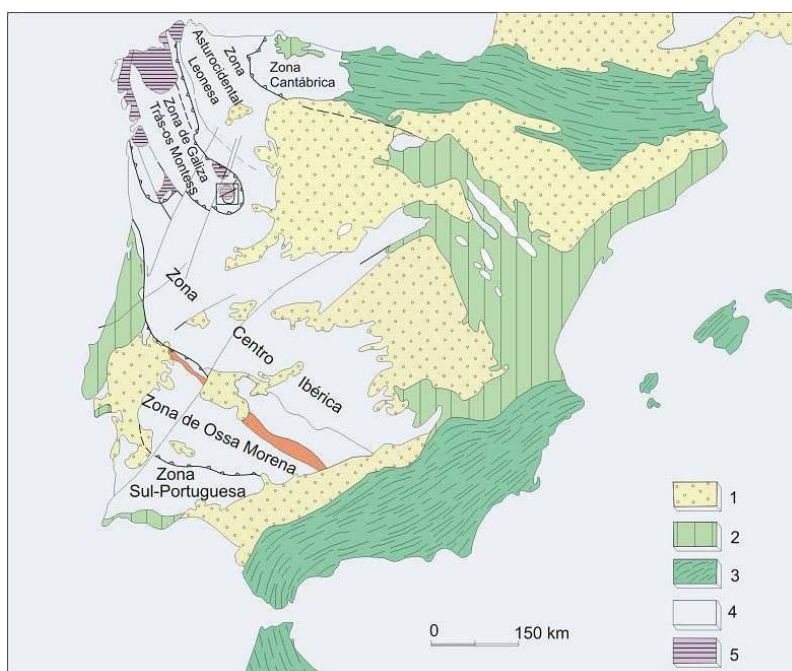 Zona
Asturocidental
Leonesa
Zona
Cantábrica
Zona de Galiza
Trás-os Montess
Zona
Centro
Ibérica
Zona de Ossa Morena
Zona
Sul-Portuguesa
0 150 km
1
2
3
4
5